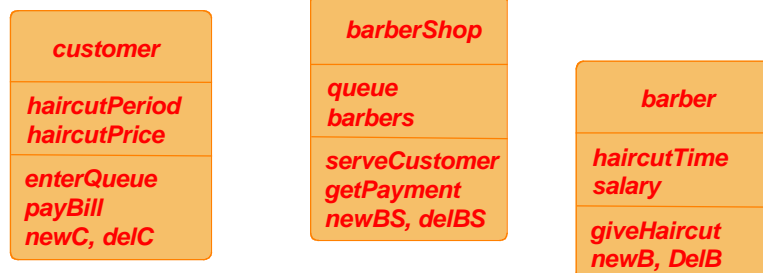 customer
haircutPeriod
haircutPrice
enterQueue
payBill
newC, delC
barberShop
queue
barbers
serveCustomer
getPayment
newBS, delBS
barber
haircutTime
salary
giveHaircut
newB, DelB